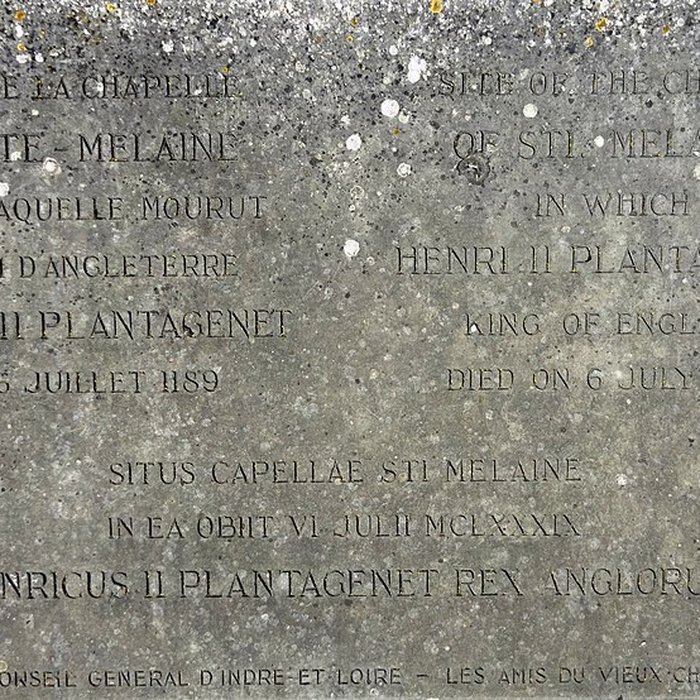 E LA CHAPELLE
TE - MELAINE
AQUELLE MOURUT
I D'ANGLETERRE
II PLANTAGENET
6 JUILLET 1189
SITE OF THE CH
OF STI. MELA
IN WHICH
HENRI II PLANTA
KING OF ENGL
DIED ON 6 JULY
SITUS CAPELLAE STI MELAINE
IN EA OBIIT VI JULII MCLXXXIX
NRICUS II PLANTAGENET REX ANGLORU
ONSEIL GENERAL D'INDRE-ET-LOIRE - LES AMIS DU VIEUX-CH